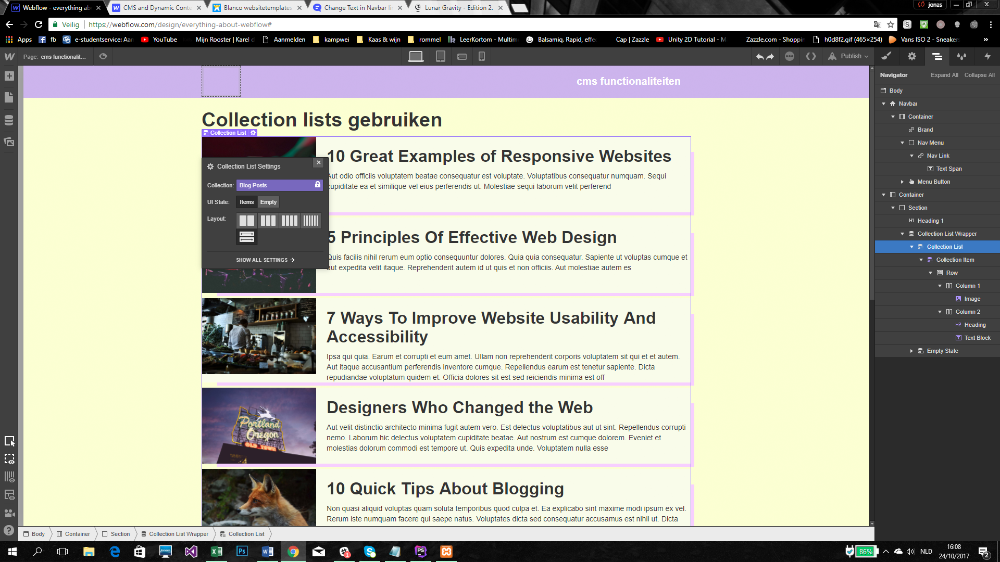 Webflow - everything ab
CMS and Dynamic Conte
Blanco websitetemplates
Change Text in Navbar li
Lunar Gravity - Edition 2.
jonas
Veilig
https://webflow.com/design/everything-about-webflow#
Apps
fb
e-studentservice: Aan
YouTube
Mijn Rooster | Karel d
Aanmelden
kampwei
Kaas & wijn
rommel
LeerKortom - Multim
Balsamiq. Rapid, effe
Cap | Zazzle
Unity 2D Tutorial - M
Zazzle.com - Shoppin
h0d8f2.gif (465×254)
Vans ISO 2 - Sneaker
»
Page: cms functionalit...
Publish
cms functionaliteiten
Collection lists gebruiken
Collection List
10 Great Examples of Responsive Websites
Aut odio officiis voluptatem beatae consequatur est voluptate. Voluptatibus consequatur numquam. Sequi
cupiditate ea et similique vel eius perferendis ut. Molestiae sequi laborum velit perferend
Collection List Settings
Collection:
Blog Posts
UI State:
Items
Empty
Layout:
SHOW ALL SETTINGS
5 Principles Of Effective Web Design
Quis facilis nihil rerum eum optio consequuntur dolores. Quia quia consequatur. Sapiente ut voluptas cumque et
aut expedita velit itaque. Reprehenderit autem id ut quis et non officiis. Aut molestiae autem es
7 Ways To Improve Website Usability And
Accessibility
Ipsa qui quia. Earum et corrupti et eum amet. Ullam non reprehenderit corporis voluptatem sit qui et et autem.
Aut itaque accusantium perferendis inventore cumque. Repellendus earum est tenetur sapiente. Dicta
repudiandae voluptatum quidem et. Officia dolores sit est sed reiciendis minima est off
Portland
Oregon
OLD TOWN
Designers Who Changed the Web
Aut velit distinctio architecto minima fugit autem vero. Est delectus voluptatibus aut ut sint. Repellendus corrupti
nemo. Laborum hic delectus voluptatem cupiditate beatae. Aut nostrum est cumque dolorem. Eveniet et
molestias dolorum commodi est tempore ut. Quis expedita unde. Voluptatem nulla esse
10 Quick Tips About Blogging
Non quasi aliquid voluptas quam soluta temporibus quod culpa et. Ea explicabo sint maxime modi ipsum ex vel.
Rerum iste numquam facere qui saepe natus. Voluptates dicta sed consequatur accusamus est nihil ut. Dicta
Navigator
Expand All
Collapse All
Body
Navbar
Container
Brand
Nav Menu
Nav Link
Text Span
Menu Button
Container
Section
H1 Heading 1
Collection List Wrapper
Collection List
Collection Item
Row
Column 1
Image
Column 2
H2 Heading
Text Block
Empty State
Body
Container
Section
Collection List Wrapper
Collection List
86%
NLD
16:08
24/10/2017
2